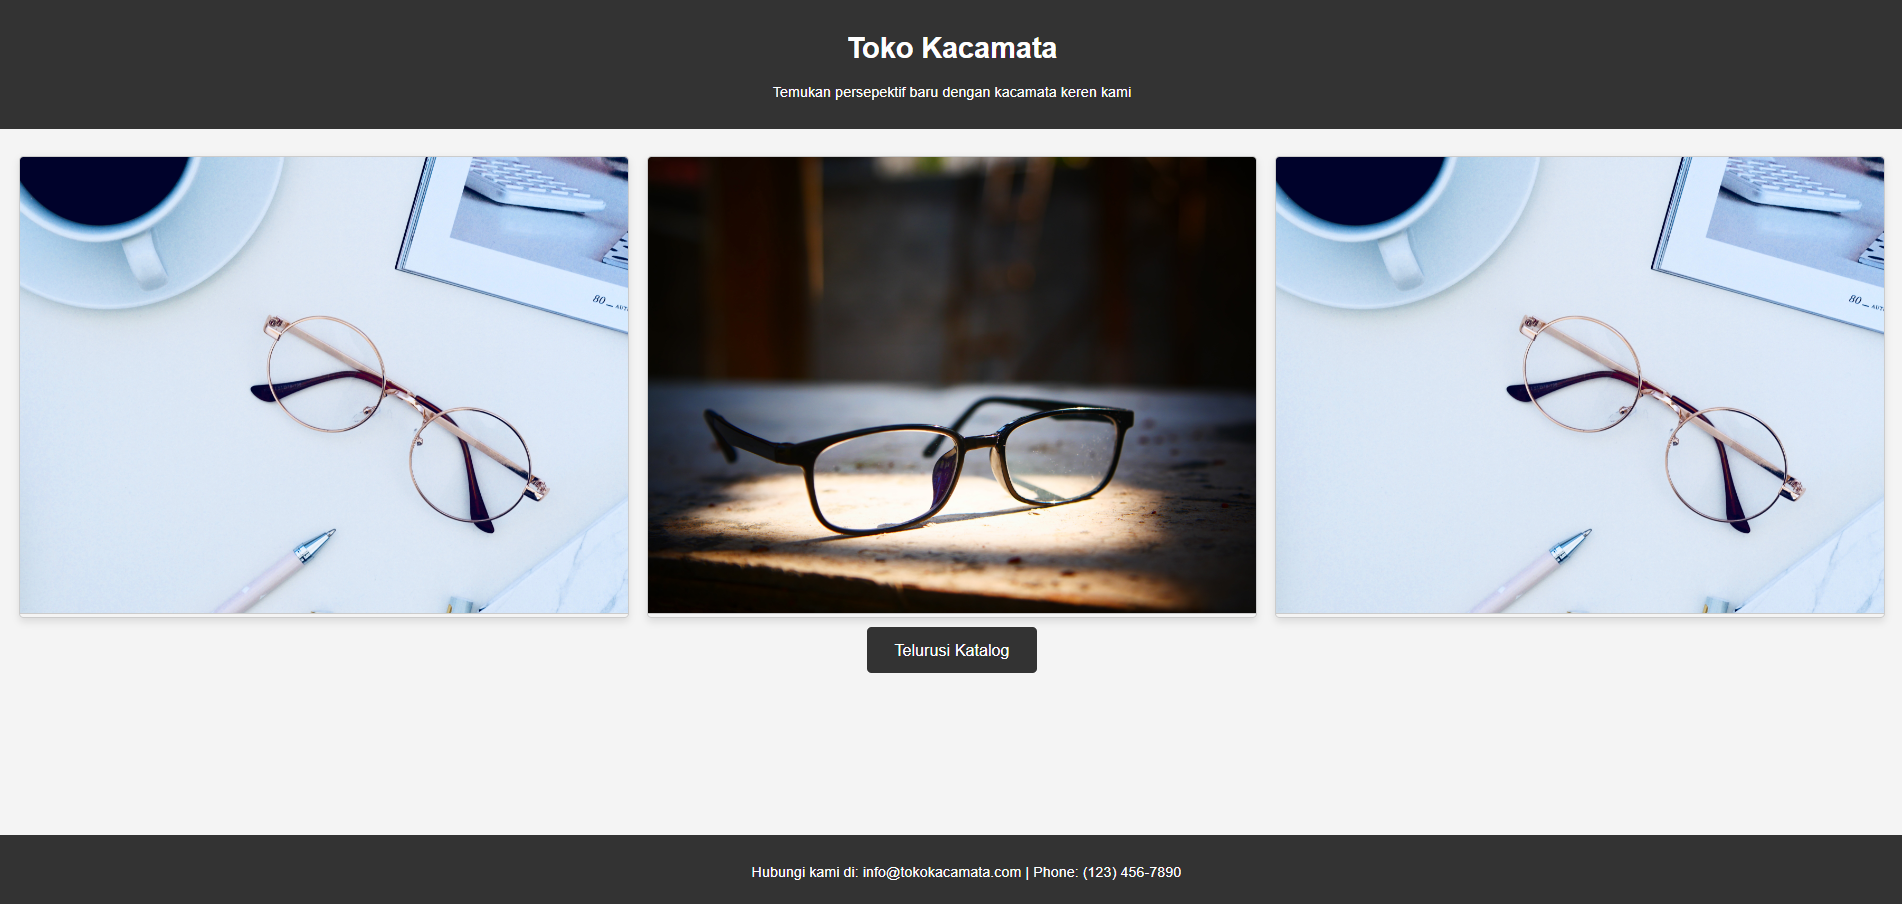 Toko Kacamata
Temukan persepektif baru dengan kacamata keren kami
80
80
Telurusi Katalog
Hubungi kami di: info@tokokacamata.com | Phone: (123) 456-7890